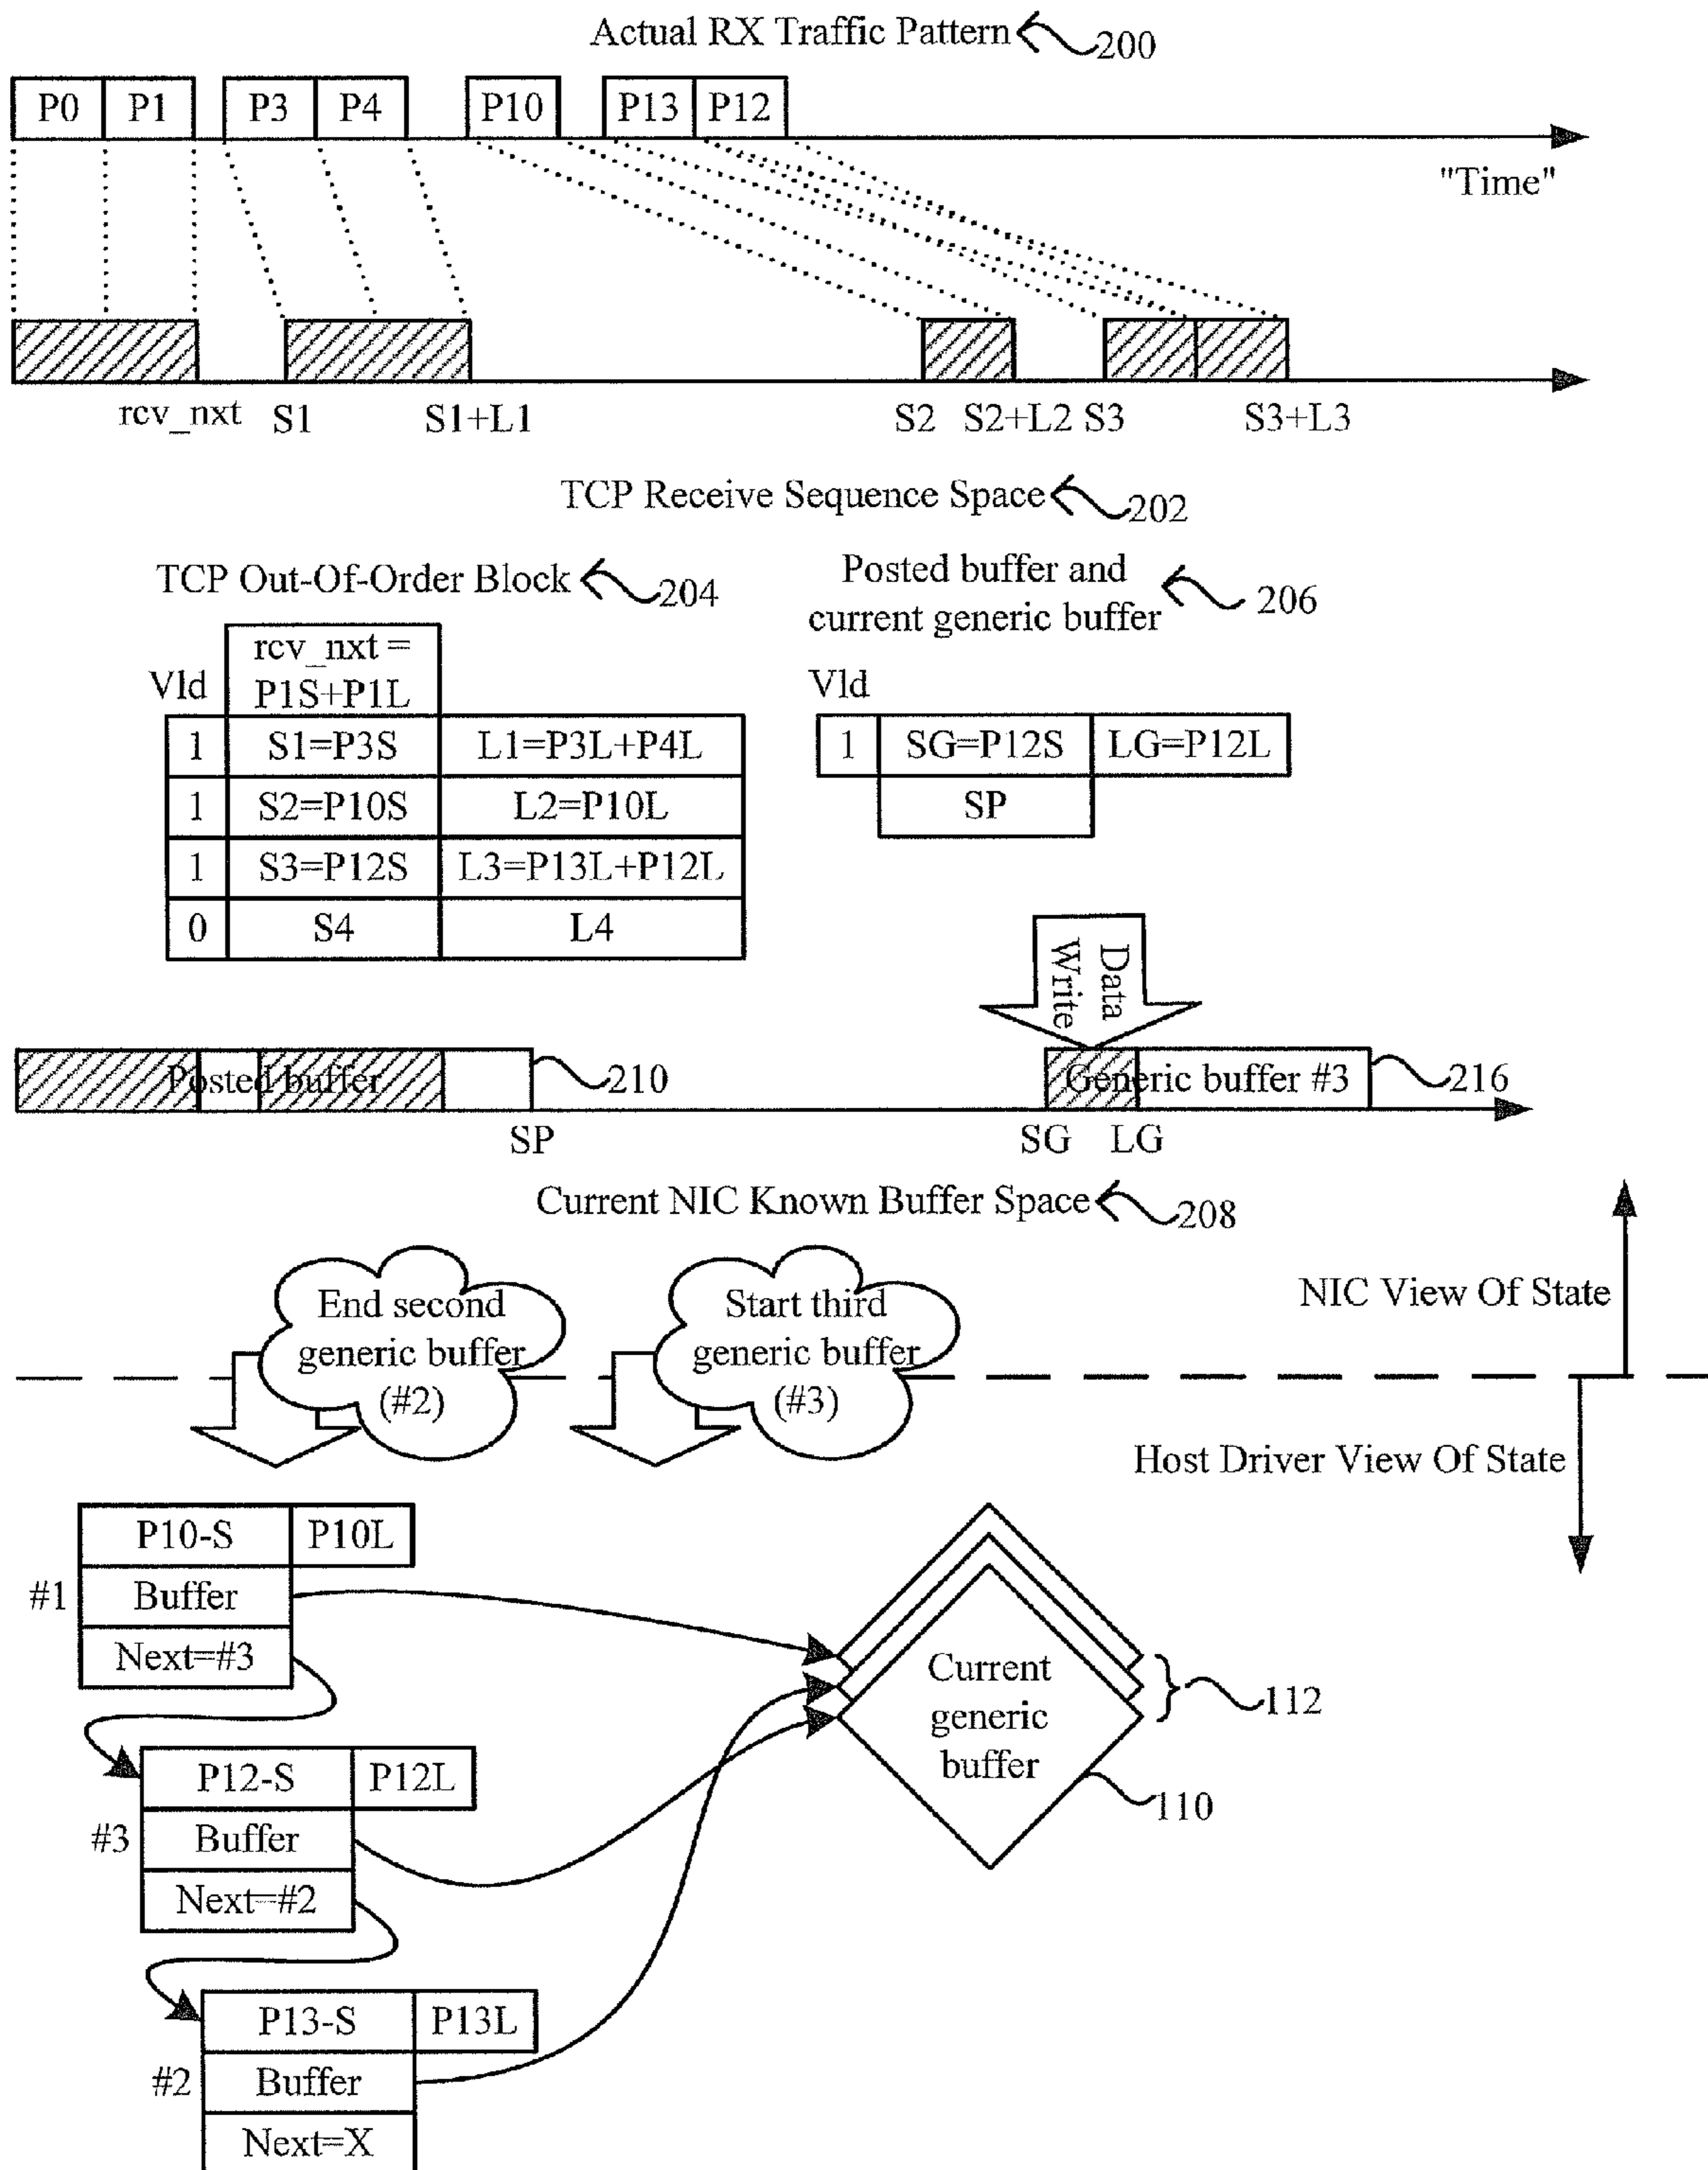 Actual RX Traffic Pattern 200
P0 P1 P3 P4 P10 P13 P12
"Time"
rcv_nxt S1 S1+L1 S2 S2+L2 S3 S3+L3
TCP Receive Sequence Space 202
TCP Out-Of-Order Block 204
Posted buffer and
current generic buffer 206
rcv_nxt =
P1S+P1L
Vld
1 S1=P3S L1=P3L+P4L
1 S2=P10S L2=P10L
1 S3=P12S L3=P13L+P12L
0 S4 L4
Vld
1 SG=P12S LG=P12L
SP
Data
Write
Posted buffer 210
Generic buffer #3 216
SP SG LG
Current NIC Known Buffer Space 208
End second
generic buffer
(#2)
Start third
generic buffer
(#3)
NIC View Of State
Host Driver View Of State
P10-S P10L
#1 Buffer
Next=#3
P12-S P12L
#3 Buffer
Next=#2
P13-S P13L
#2 Buffer
Next=X
Current
generic
buffer
112
110